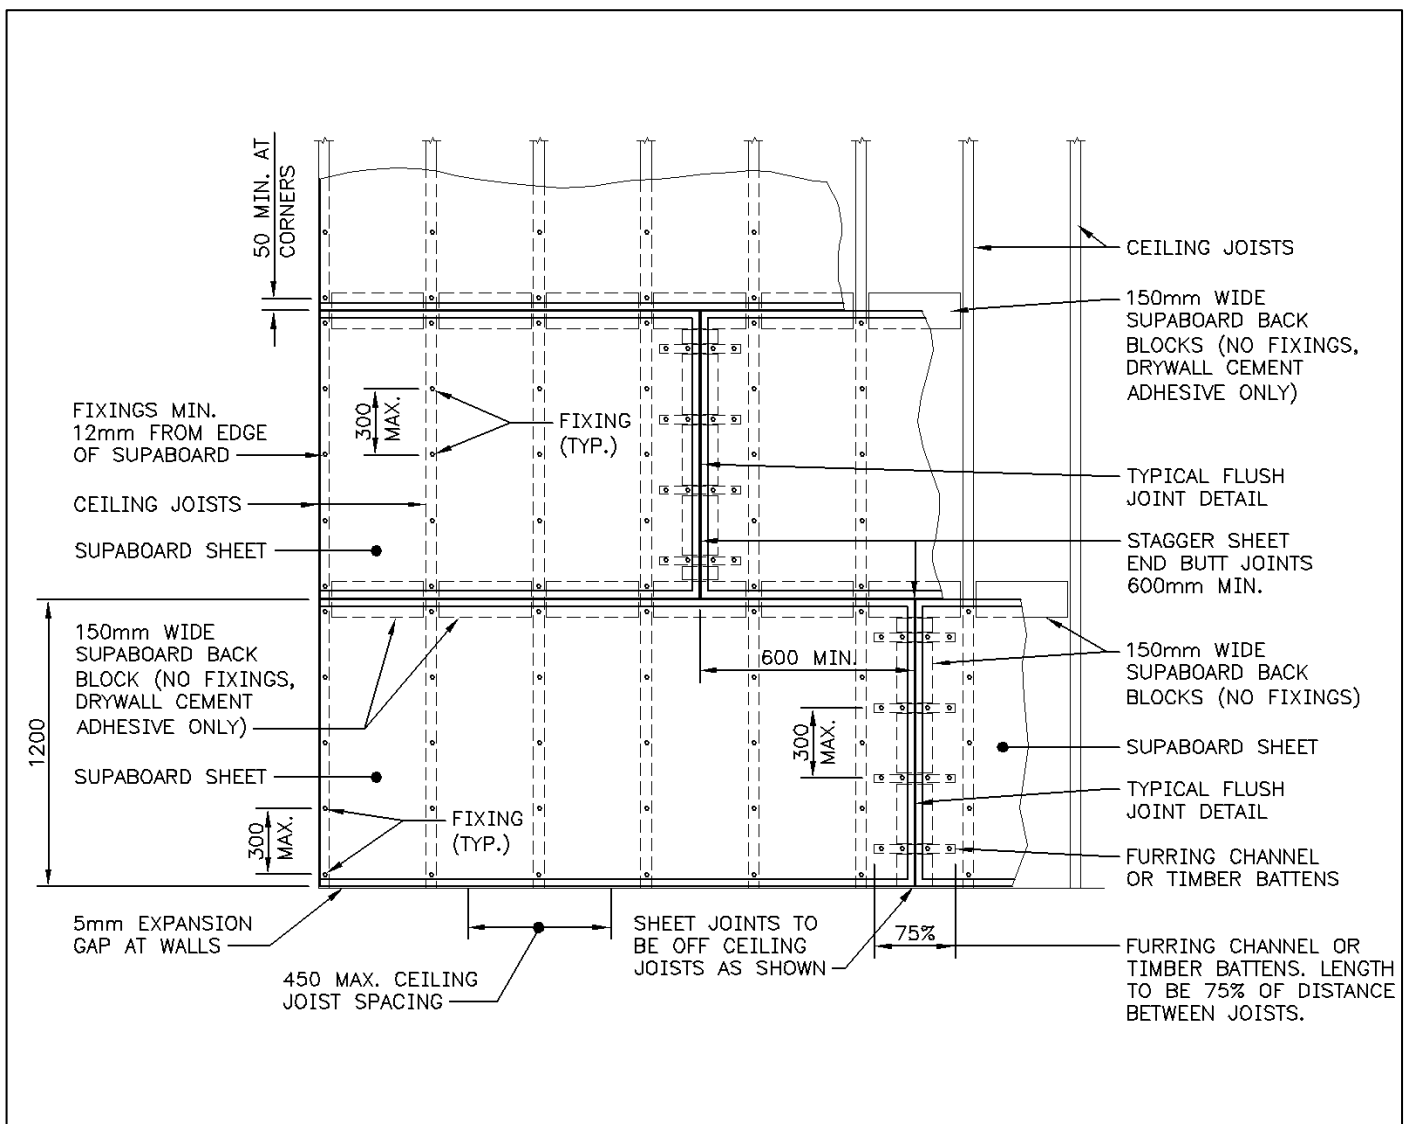 50 MIN. AT
CORNERS
CEILING JOISTS
150mm WIDE
SUPABOARD BACK
BLOCKS (NO FIXINGS,
DRYWALL CEMENT
ADHESIVE ONLY)
FIXINGS MIN.
12mm FROM EDGE
OF SUPABOARD
300
MAX.
FIXING
(TYP.)
TYPICAL FLUSH
JOINT DETAIL
CEILING JOISTS
SUPABOARD SHEET
STAGGER SHEET
END BUTT JOINTS
600mm MIN.
150mm WIDE
SUPABOARD BACK
BLOCK (NO FIXINGS,
DRYWALL CEMENT
ADHESIVE ONLY)
600 MIN.
150mm WIDE
SUPABOARD BACK
BLOCKS (NO FIXINGS)
1200
300
MAX.
SUPABOARD SHEET
SUPABOARD SHEET
TYPICAL FLUSH
JOINT DETAIL
300
MAX.
FIXING
(TYP.)
FURRING CHANNEL
OR TIMBER BATTENS
5mm EXPANSION
GAP AT WALLS
450 MAX. CEILING
JOIST SPACING
SHEET JOINTS TO
BE OFF CEILING
JOISTS AS SHOWN
75%
FURRING CHANNEL OR
TIMBER BATTENS. LENGTH
TO BE 75% OF DISTANCE
BETWEEN JOISTS.